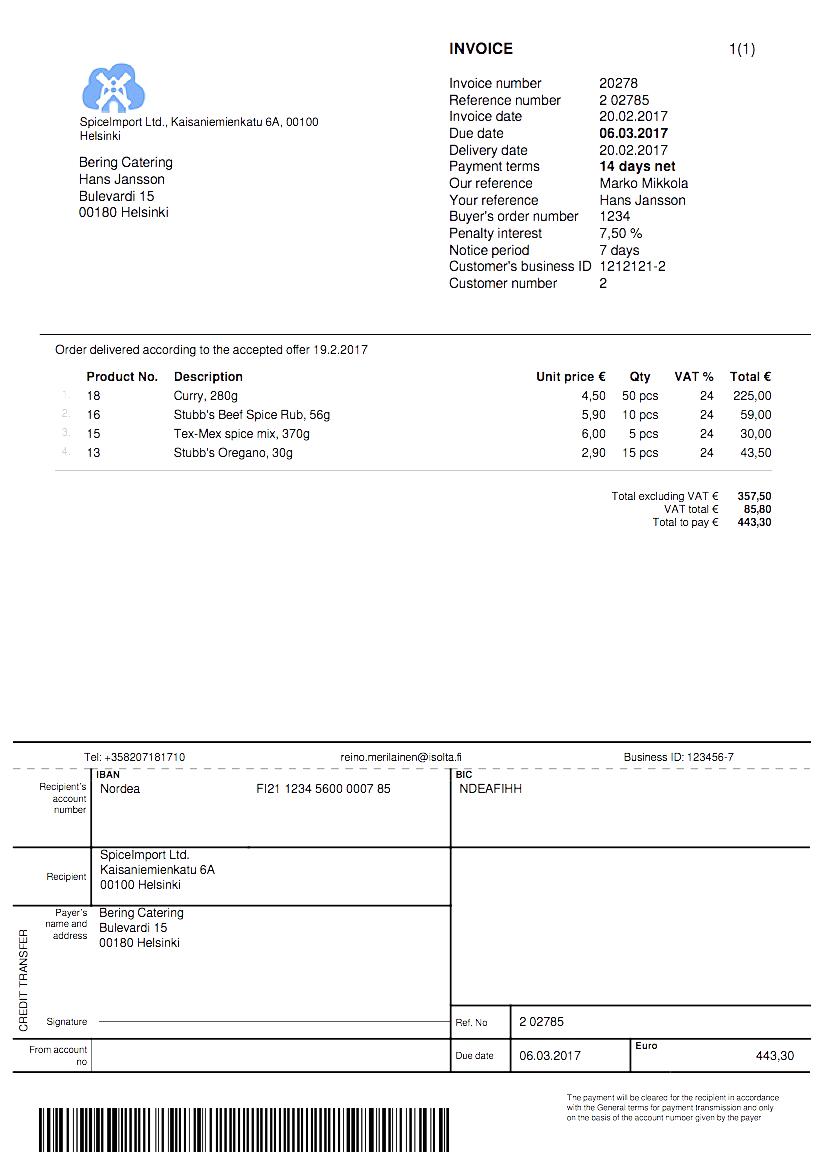 INVOICE 1(1)
SpiceImport Ltd., Kaisaniemienkatu 6A, 00100
Helsinki
Bering Catering
Hans Jansson
Bulevardi 15
00180 Helsinki
Invoice number 20278
Reference number 2 02785
Invoice date 20.02.2017
Due date 06.03.2017
Delivery date 20.02.2017
Payment terms 14 days net
Our reference Marko Mikkola
Your reference Hans Jansson
Buyer's order number 1234
Penalty interest 7,50 %
Notice period 7 days
Customer's business ID 1212121-2
Customer number 2
Order delivered according to the accepted offer 19.2.2017
Product No. Description Unit price € Qty VAT % Total €
1. 18 Curry, 280g 4,50 50 pcs 24 225,00
2. 16 Stubb's Beef Spice Rub, 56g 5,90 10 pcs 24 59,00
3. 15 Tex-Mex spice mix, 370g 6,00 5 pcs 24 30,00
4. 13 Stubb's Oregano, 30g 2,90 15 pcs 24 43,50
Total excluding VAT € 357,50
VAT total € 85,80
Total to pay € 443,30
Tel: +358207181710 reino.merilainen@isolta.fi Business ID: 123456-7
IBAN BIC
Recipient's
account
number
Nordea FI21 1234 5600 0007 85 NDEAFIHH
Recipient
SpiceImport Ltd.
Kaisaniemienkatu 6A
00100 Helsinki
Payer's
name and
address
Bering Catering
Bulevardi 15
00180 Helsinki
CREDIT TRANSFER
Signature
Ref. No 2 02785
From account
no
Due date 06.03.2017 Euro 443,30
The payment will be cleared for the recipient in accordance
with the General terms for payment transmission and only
on the basis of the account number given by the payer